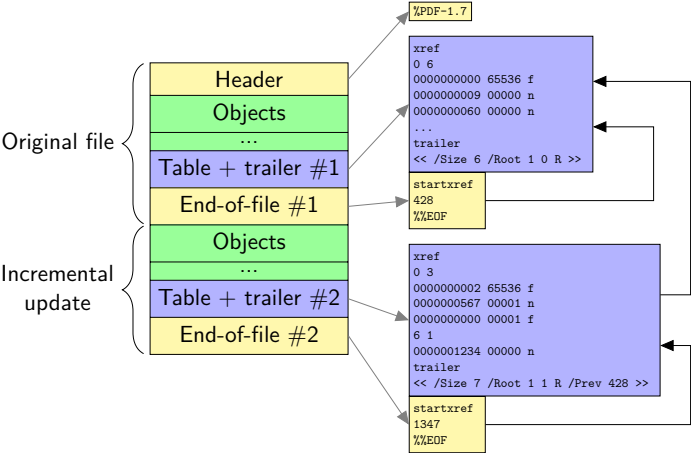 %PDF-1.7
Original file
Header
Objects
...
Table + trailer #1
End-of-file #1
Incremental
update
Objects
...
Table + trailer #2
End-of-file #2
xref
0 6
0000000000 65536 f
0000000009 00000 n
0000000060 00000 n
...
trailer
<< /Size 6 /Root 1 0 R >>
startxref
428
%%EOF
xref
0 3
0000000002 65536 f
0000000567 00001 n
0000000000 00001 f
6 1
0000001234 00000 n
trailer
<< /Size 7 /Root 1 1 R /Prev 428 >>
startxref
1347
%%EOF